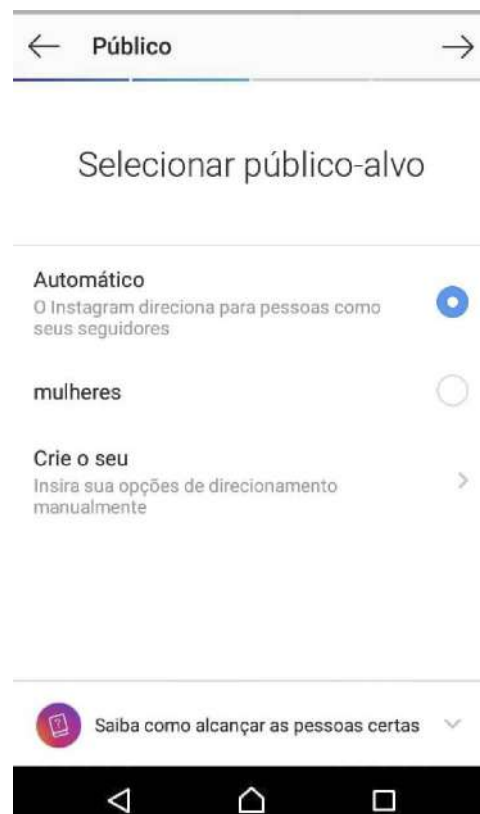 Público
Selecionar público-alvo
Automático
O Instagram direciona para pessoas como
seus seguidores
mulheres
Crie o seu
Insira sua opções de direcionamento
manualmente
Saiba como alcançar as pessoas certas